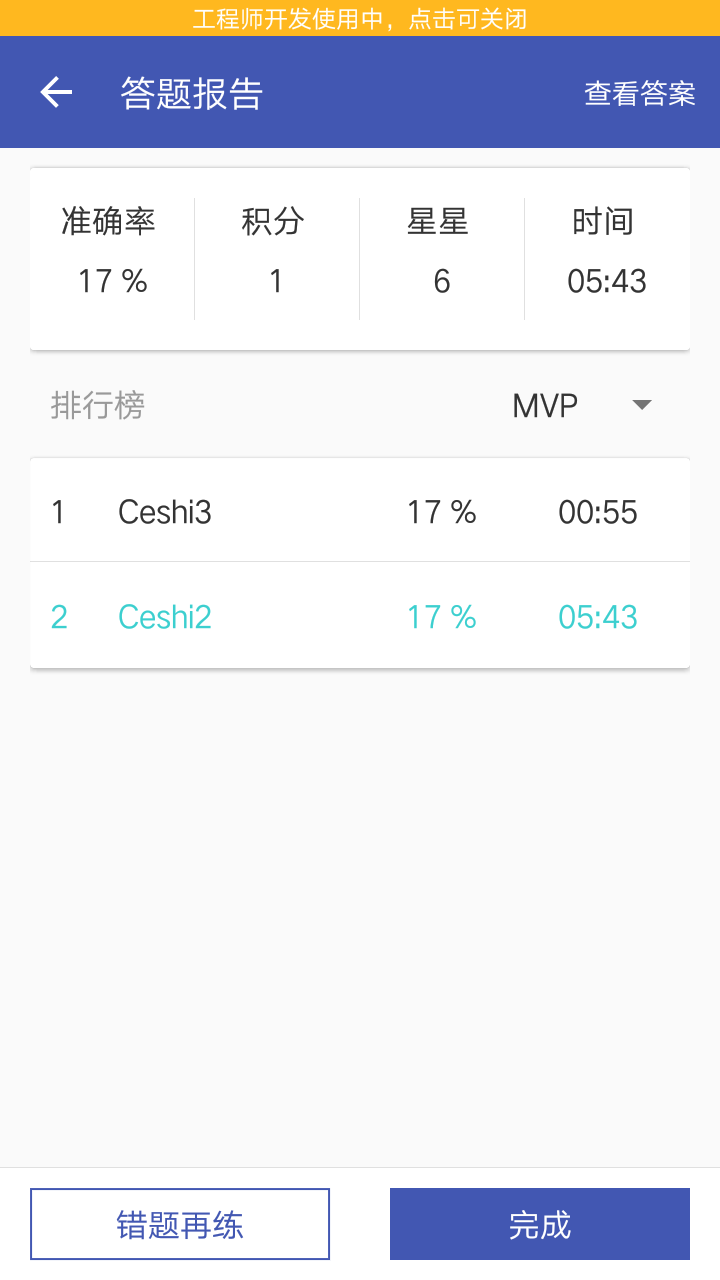 工程师开发使用中，点击可关闭
答题报告 查看答案
准确率 积分 星星 时间
17 % 1 6 05:43
排行榜 MVP
1 Ceshi3 17 % 00:55
2 Ceshi2 17 % 05:43
错题再练 完成